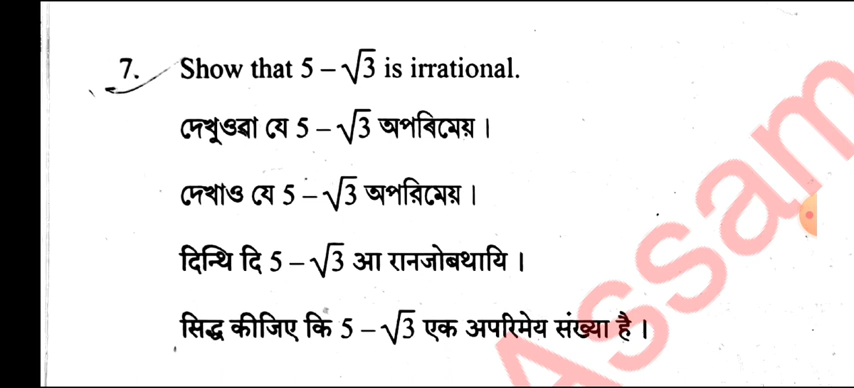 7. Show that 5 – √3 is irrational.
দেখুওৱা যে 5 – √3 অপৰিমেয় ।
দেখাও যে 5 – √3 অপরিমেয় ।
दिन्थि दि 5 – √3 आ रानजोबथायि ।
सिद्ध कीजिए कि 5 – √3 एक अपरिमेय संख्या है ।
Assam